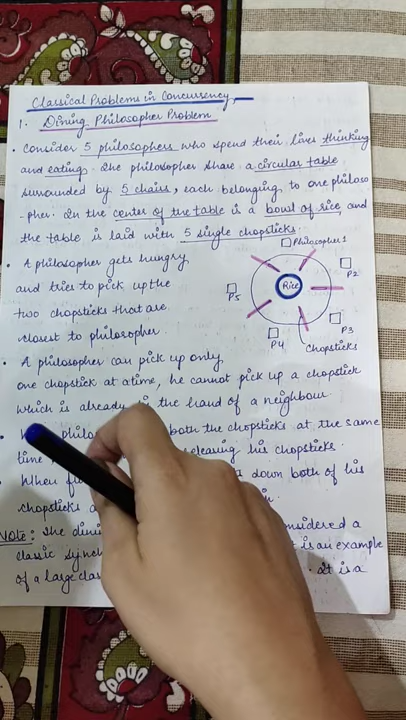 Classical Problems in Concurrency
1. Dining Philosopher Problem
• Consider 5 philosophers who spend their lives thinking
and eating. The philosopher share a circular table
surrounded by 5 chairs, each belonging to one philoso
-pher. In the center of the table is a bowl of rice, and
the table is laid with 5 single chopsticks.
• A philosopher gets hungry
and tries to pick up the
two chopsticks that are
closest to philosopher.
Philosopher 1
P2
P3
P4
P5
Rice
Chopsticks
• A philosopher can pick up only
one chopstick at a time, he cannot pick up a chopstick
which is already in the hand of a neighbour
• both the chopsticks at the same
time releasing his chopsticks.
• When down both of his
chopsticks
Note: The considered a
classic is an example
of a large It is a